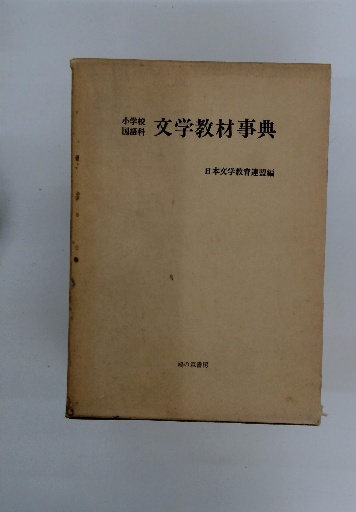 小学校
国語科
文学教材事典
日本文学教育連盟編